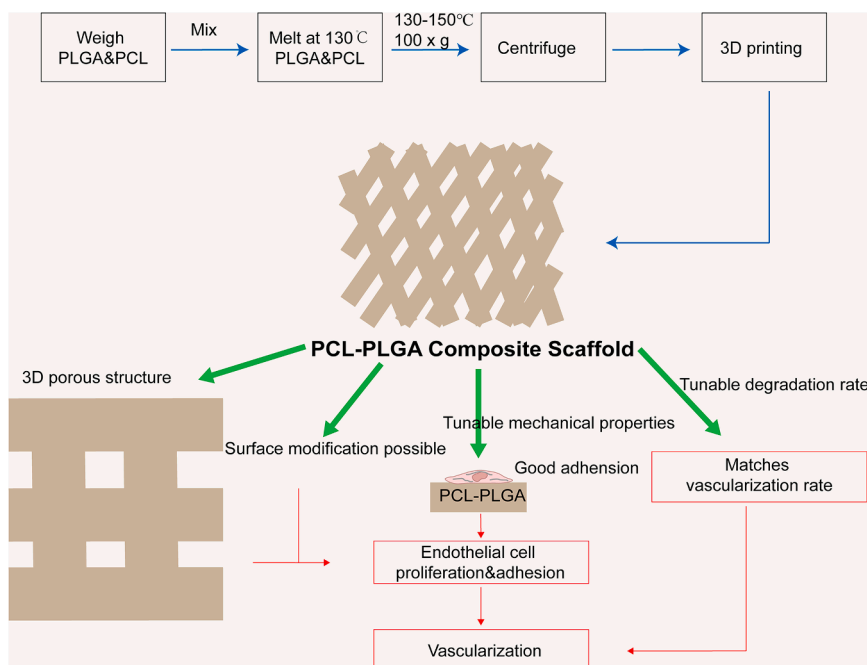 Weigh
PLGA&PCL
Mix
Melt at 130℃
PLGA&PCL
130-150℃
100 x g
Centrifuge
3D printing
PCL-PLGA Composite Scaffold
3D porous structure
Surface modification possible
Tunable mechanical properties
Tunable degradation rate
Good adhension
PCL-PLGA
Matches
vascularization rate
Endothelial cell
proliferation&adhesion
Vascularization